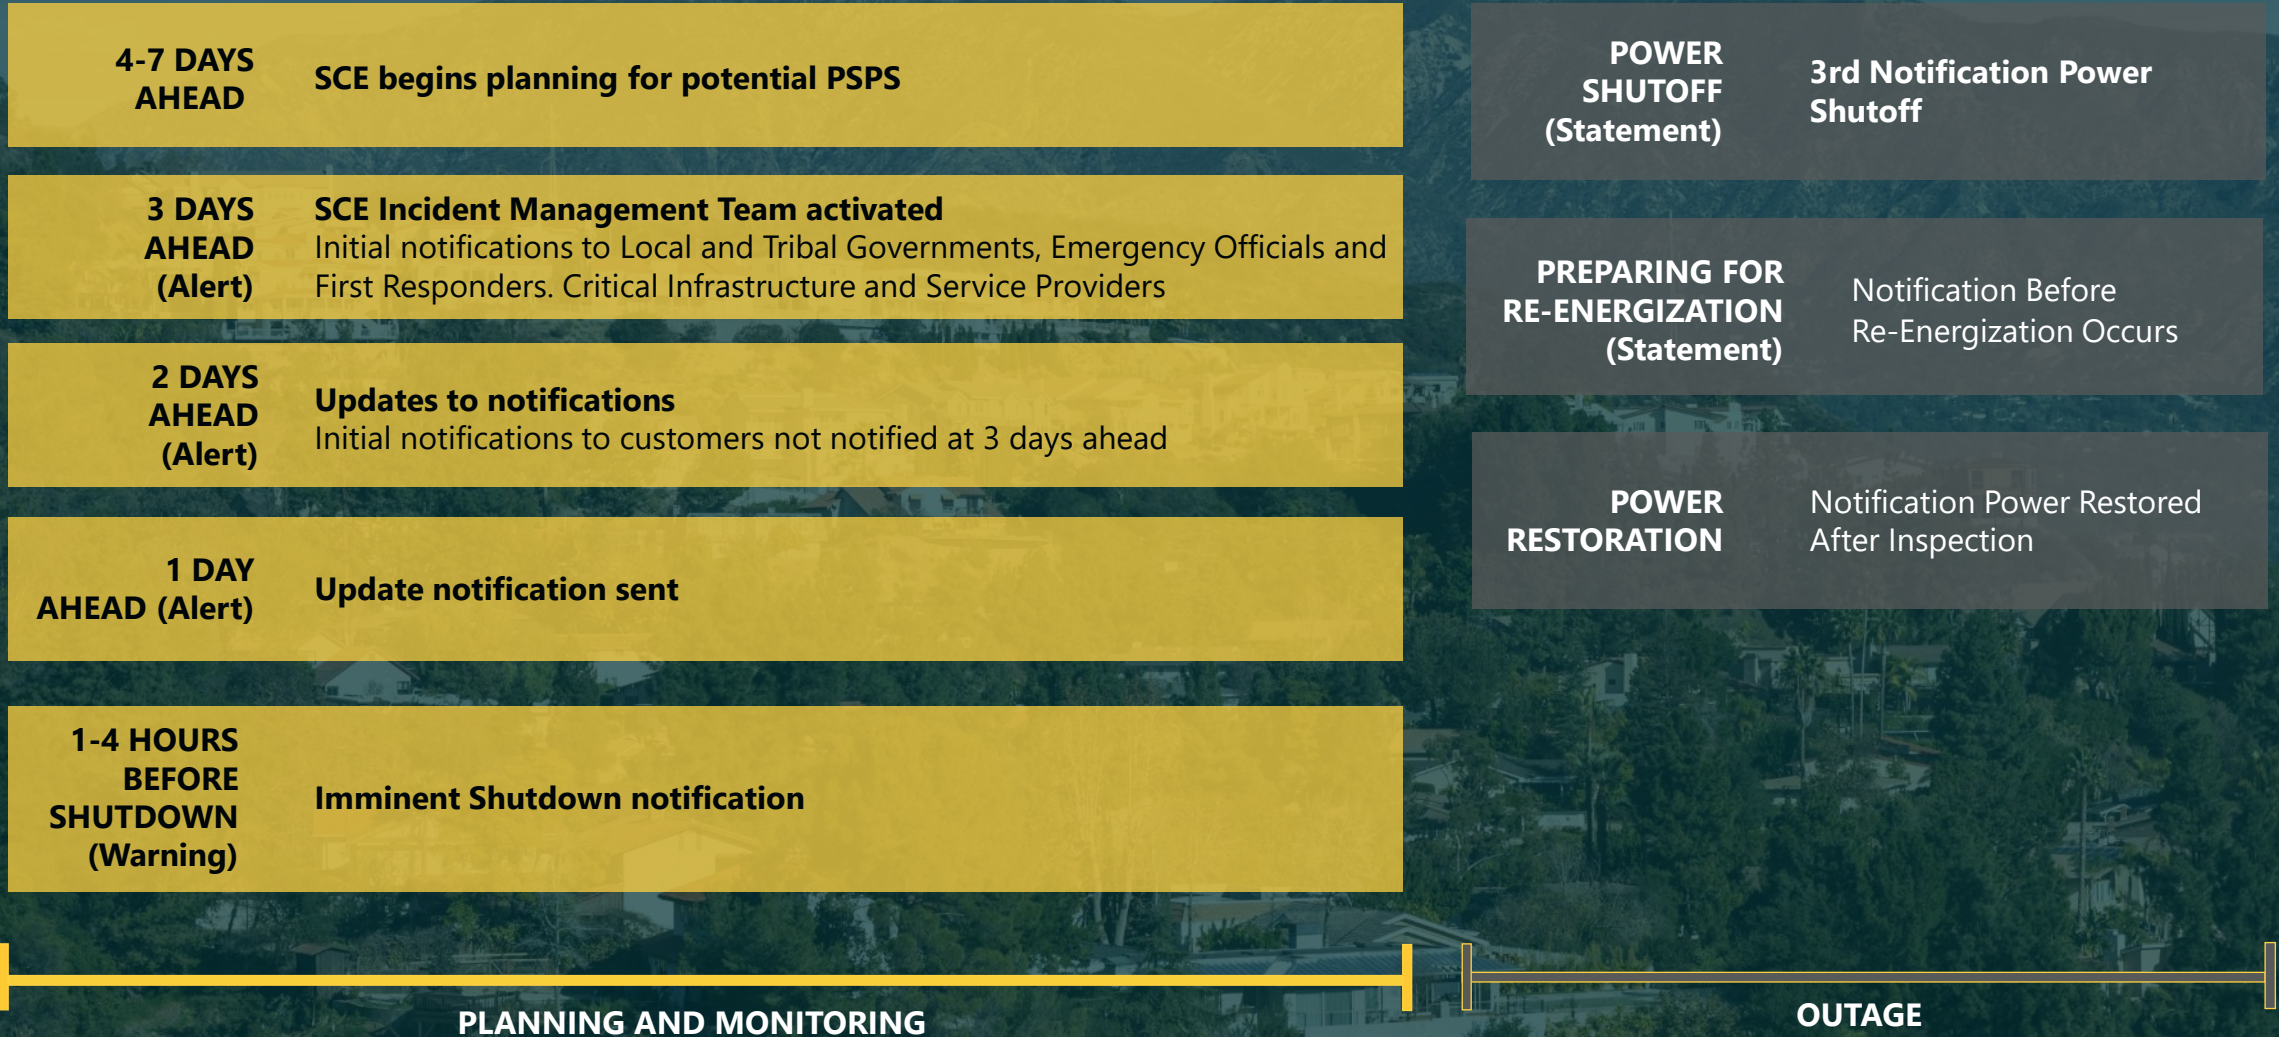 4-7 DAYS
AHEAD
SCE begins planning for potential PSPS
3 DAYS
AHEAD
(Alert)
SCE Incident Management Team activated
Initial notifications to Local and Tribal Governments, Emergency Officials and
First Responders. Critical Infrastructure and Service Providers
2 DAYS
AHEAD
(Alert)
Updates to notifications
Initial notifications to customers not notified at 3 days ahead
1 DAY
AHEAD (Alert)
Update notification sent
1-4 HOURS
BEFORE
SHUTDOWN
(Warning)
Imminent Shutdown notification
PLANNING AND MONITORING
POWER
SHUTOFF
(Statement)
3rd Notification Power
Shutoff
PREPARING FOR
RE-ENERGIZATION
(Statement)
Notification Before
Re-Energization Occurs
POWER
RESTORATION
Notification Power Restored
After Inspection
OUTAGE